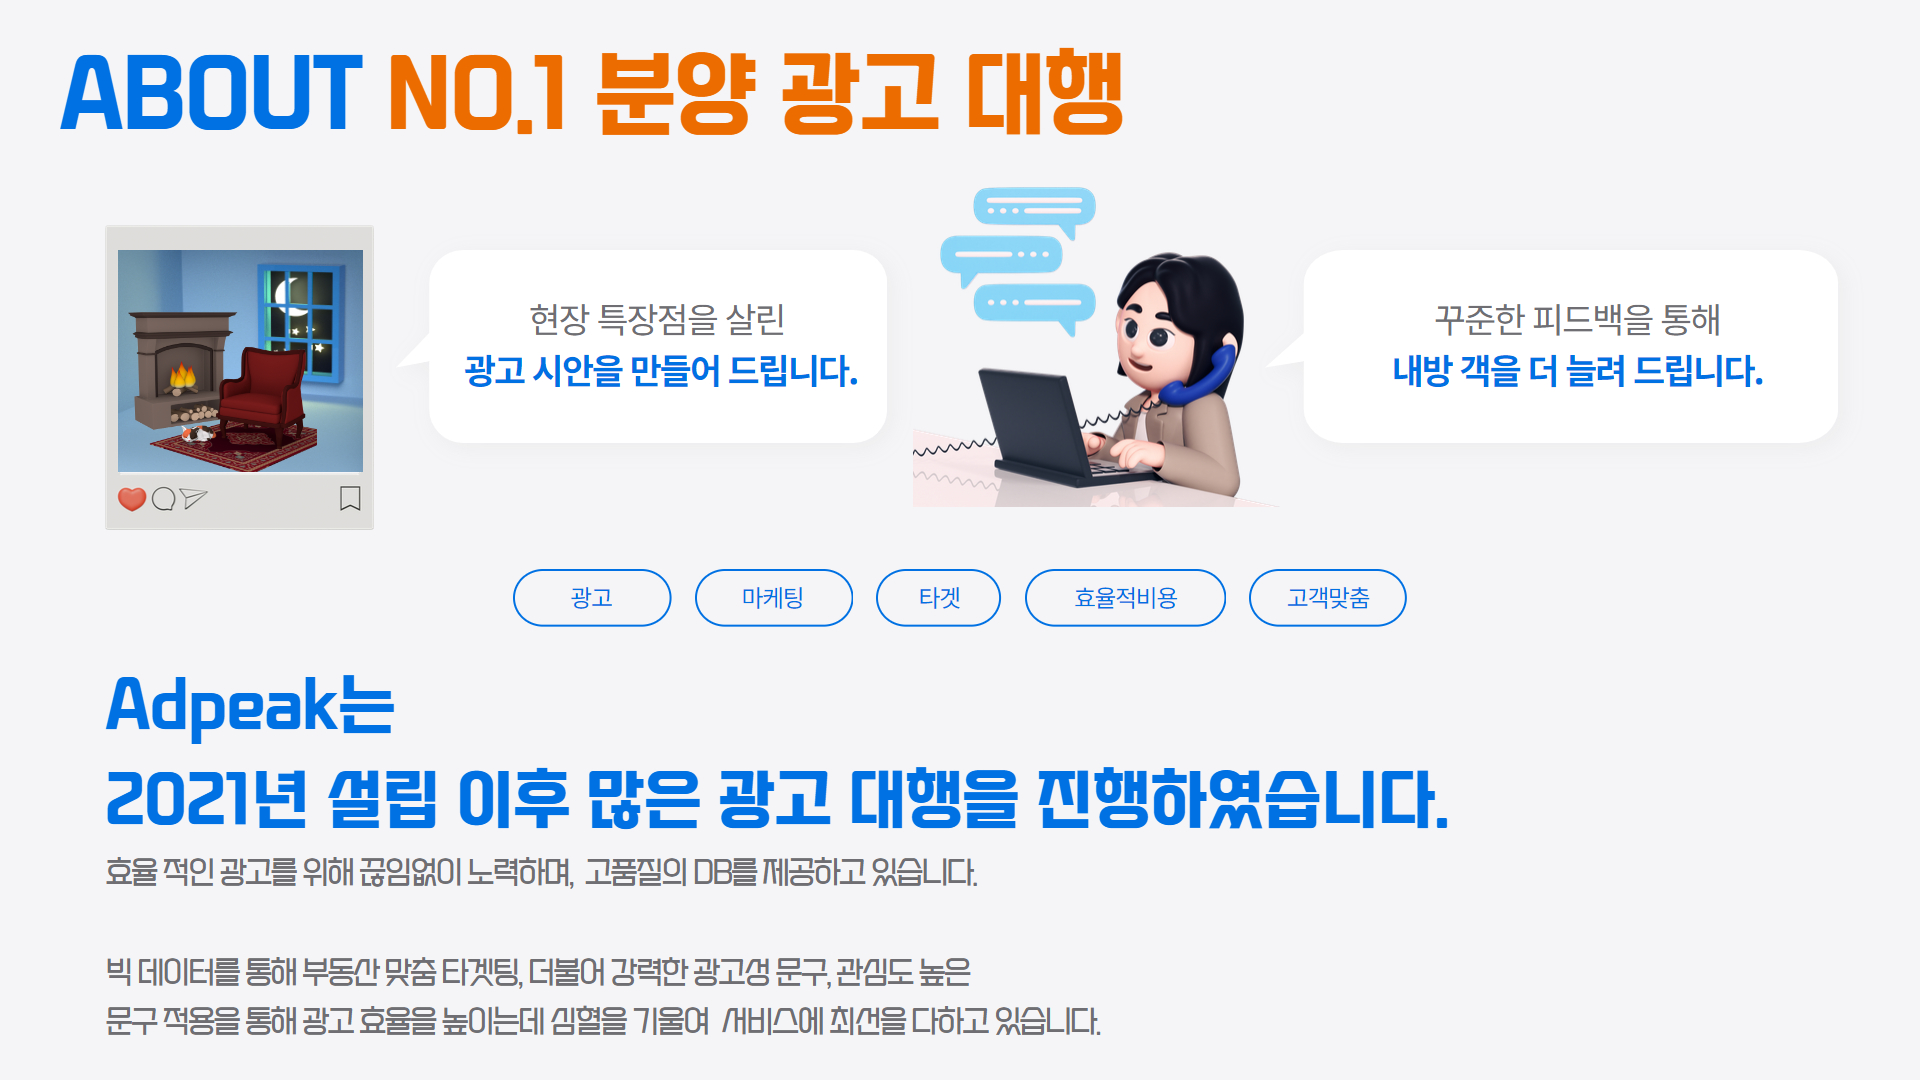 ABOUT NO.1 분양 광고 대행
현장 특장점을 살린
광고 시안을 만들어 드립니다.
꾸준한 피드백을 통해
내방 객을 더 늘려 드립니다.
광고
마케팅
타겟
효율적비용
고객맞춤
Adpeak는
2021년 설립 이후 많은 광고 대행을 진행하였습니다.
효율 적인 광고를 위해 끊임없이 노력하며, 고품질의 DB를 제공하고 있습니다.
빅 데이터를 통해 부동산 맞춤 타겟팅, 더불어 강력한 광고성 문구, 관심도 높은
문구 적용을 통해 광고 효율을 높이는데 심혈을 기울여 서비스에 최선을 다하고 있습니다.